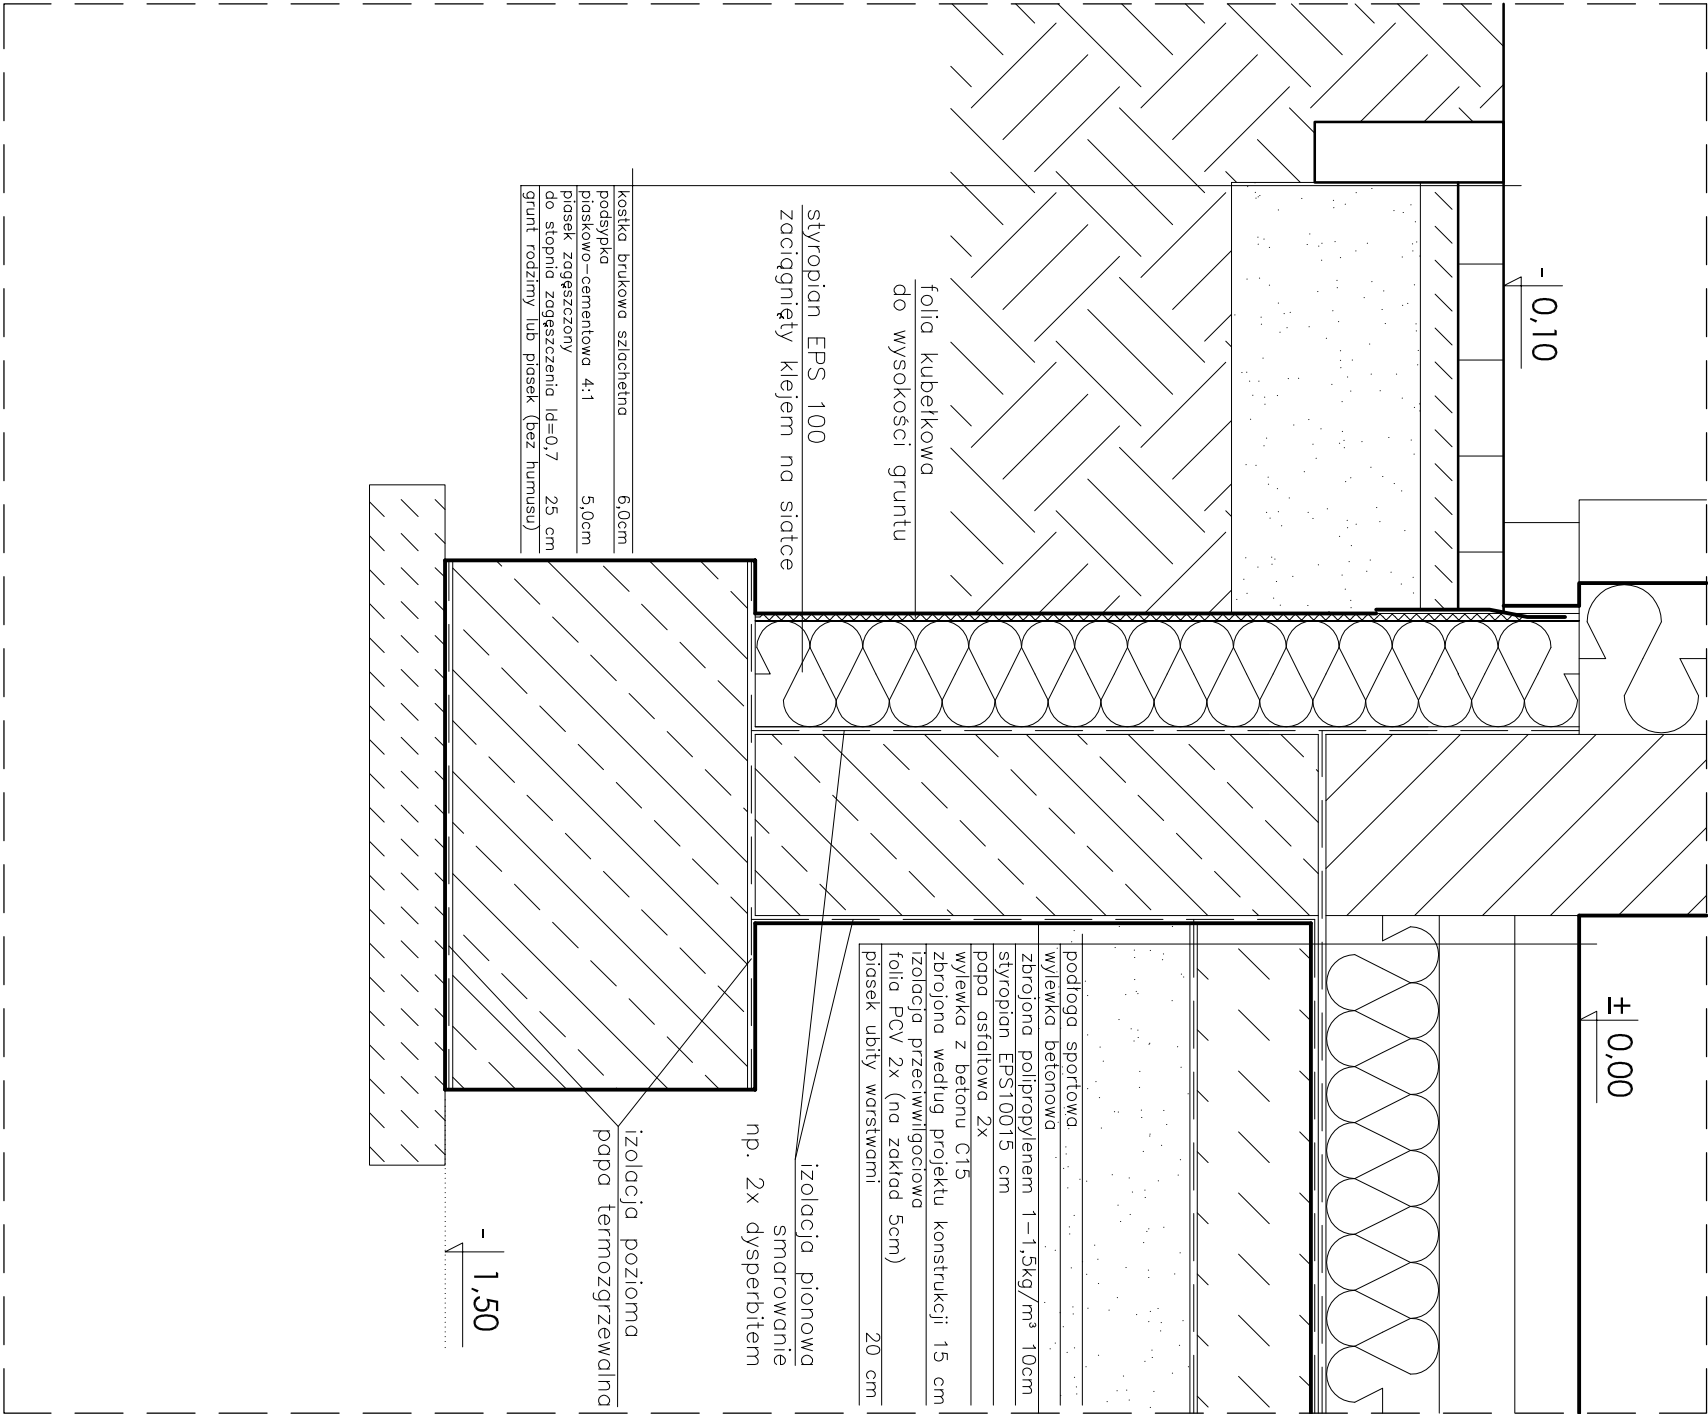 - 0,10
± 0,00
folia kubełkowa
do wysokości gruntu
styropian EPS 100
zaciągnięty klejem na siatce
kostka brukowa szlachetna 6,0cm
podsypka
piaskowo-cementowa 4:1 5,0cm
piasek zagęszczony
do stopnia zagęszczenia Id=0,7 25 cm
grunt rodzimy lub piasek (bez humusu)
podłoga sportowa
wylewka betonowa
zbrojona polipropylenem 1-1,5kg/m³ 10cm
styropian EPS10015 cm
papa asfaltowa 2x
wylewka z betonu C15
zbrojona według projektu konstrukcji 15 cm
izolacja przeciwwilgociowa
folia PCV 2x (na zakład 5cm)
piasek ubity warstwami 20 cm
izolacja pionowa
smarowanie
np. 2x dysperbitem
izolacja pozioma
papa termozgrzewalna
- 1,50